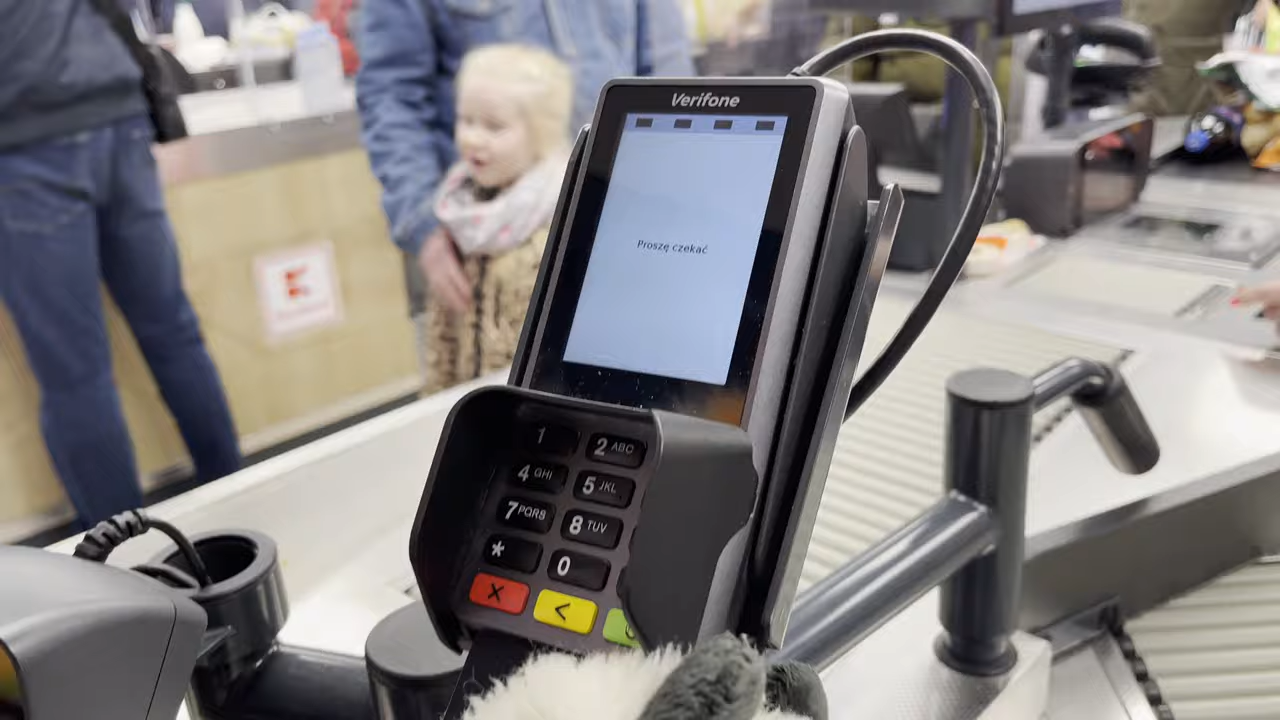 Verifone
Proszę czekać
1
2 ABC
4 GHI
5 JKL
7 PQRS
8 TUV
*
0
X
<